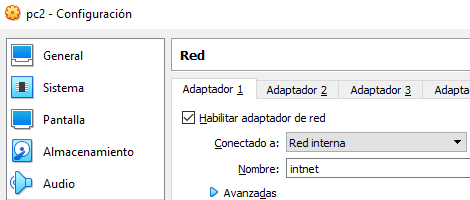 pc2 - Configuración
General
Sistema
Pantalla
Almacenamiento
Audio
Red
Adaptador 1 Adaptador 2 Adaptador 3 Adapta
Habilitar adaptador de red
Conectado a: Red interna
Nombre: intnet
Avanzadas